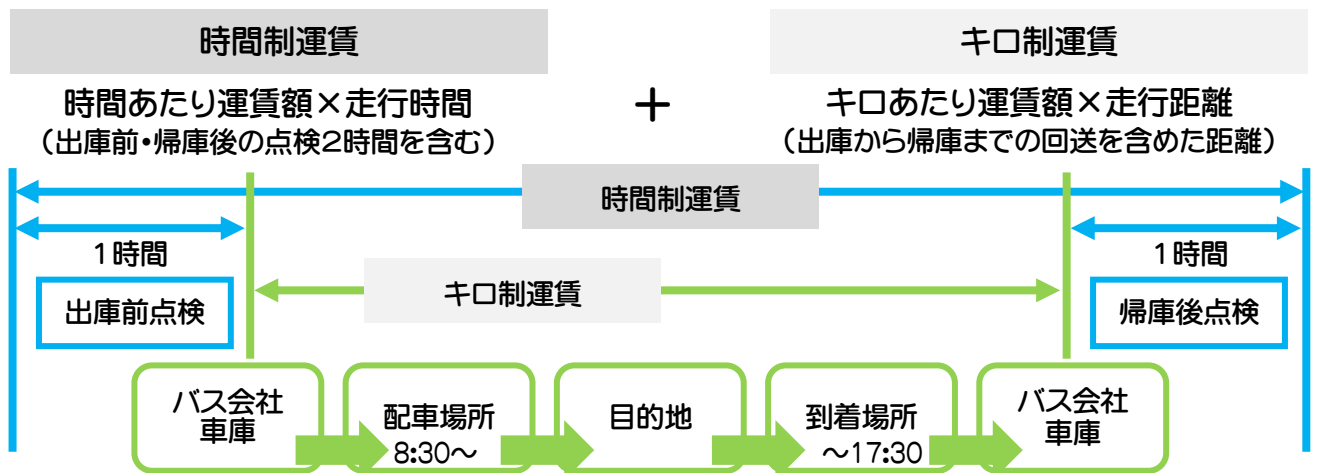 時間制運賃
キロ制運賃
時間あたり運賃額×走行時間
+
キロあたり運賃額×走行距離
（出庫前・帰庫後の点検2時間を含む）
（出庫から帰庫までの回送を含めた距離）
時間制運賃
1時間
1時間
キロ制運賃
出庫前点検
帰庫後点検
バス会社
車庫
配車場所
8:30～
目的地
到着場所
～17:30
バス会社
車庫